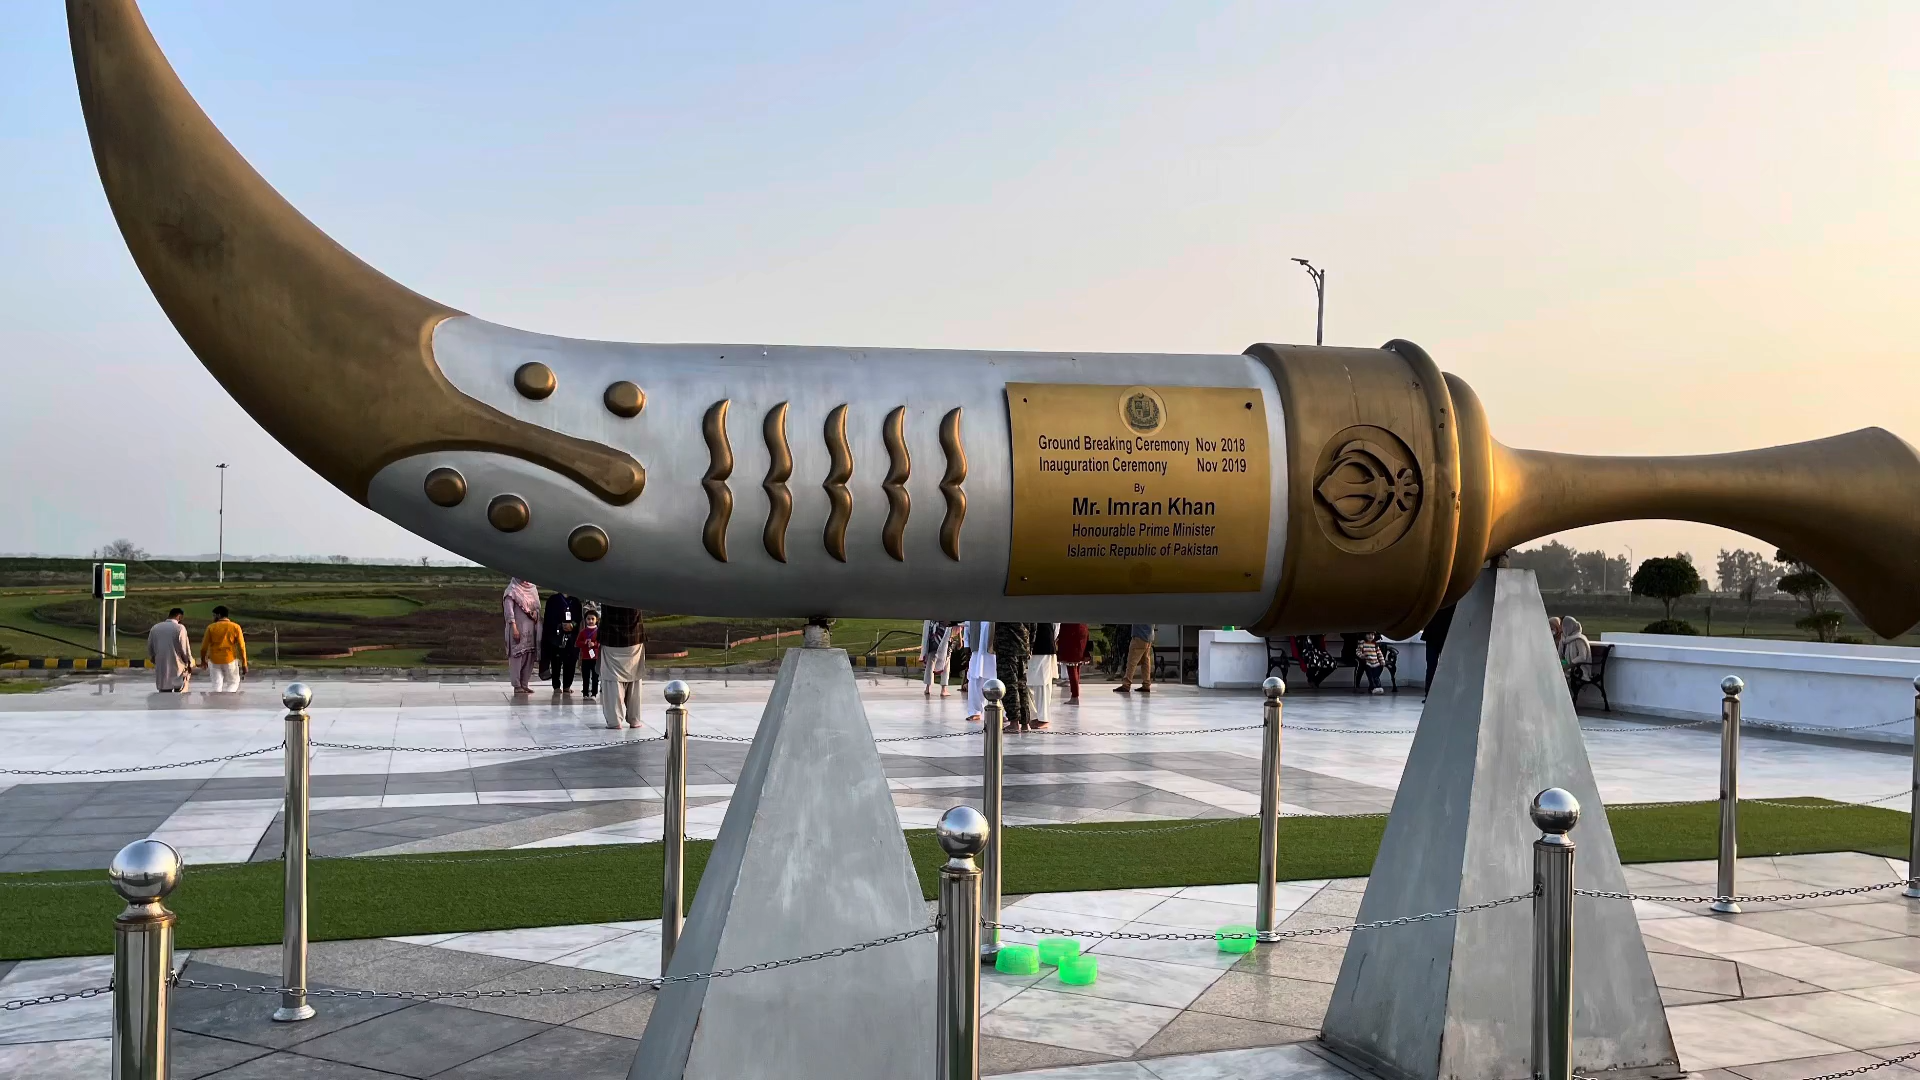 Ground Breaking Ceremony Nov 2018
Inauguration Ceremony Nov 2019
By
Mr. Imran Khan
Honourable Prime Minister
Islamic Republic of Pakistan